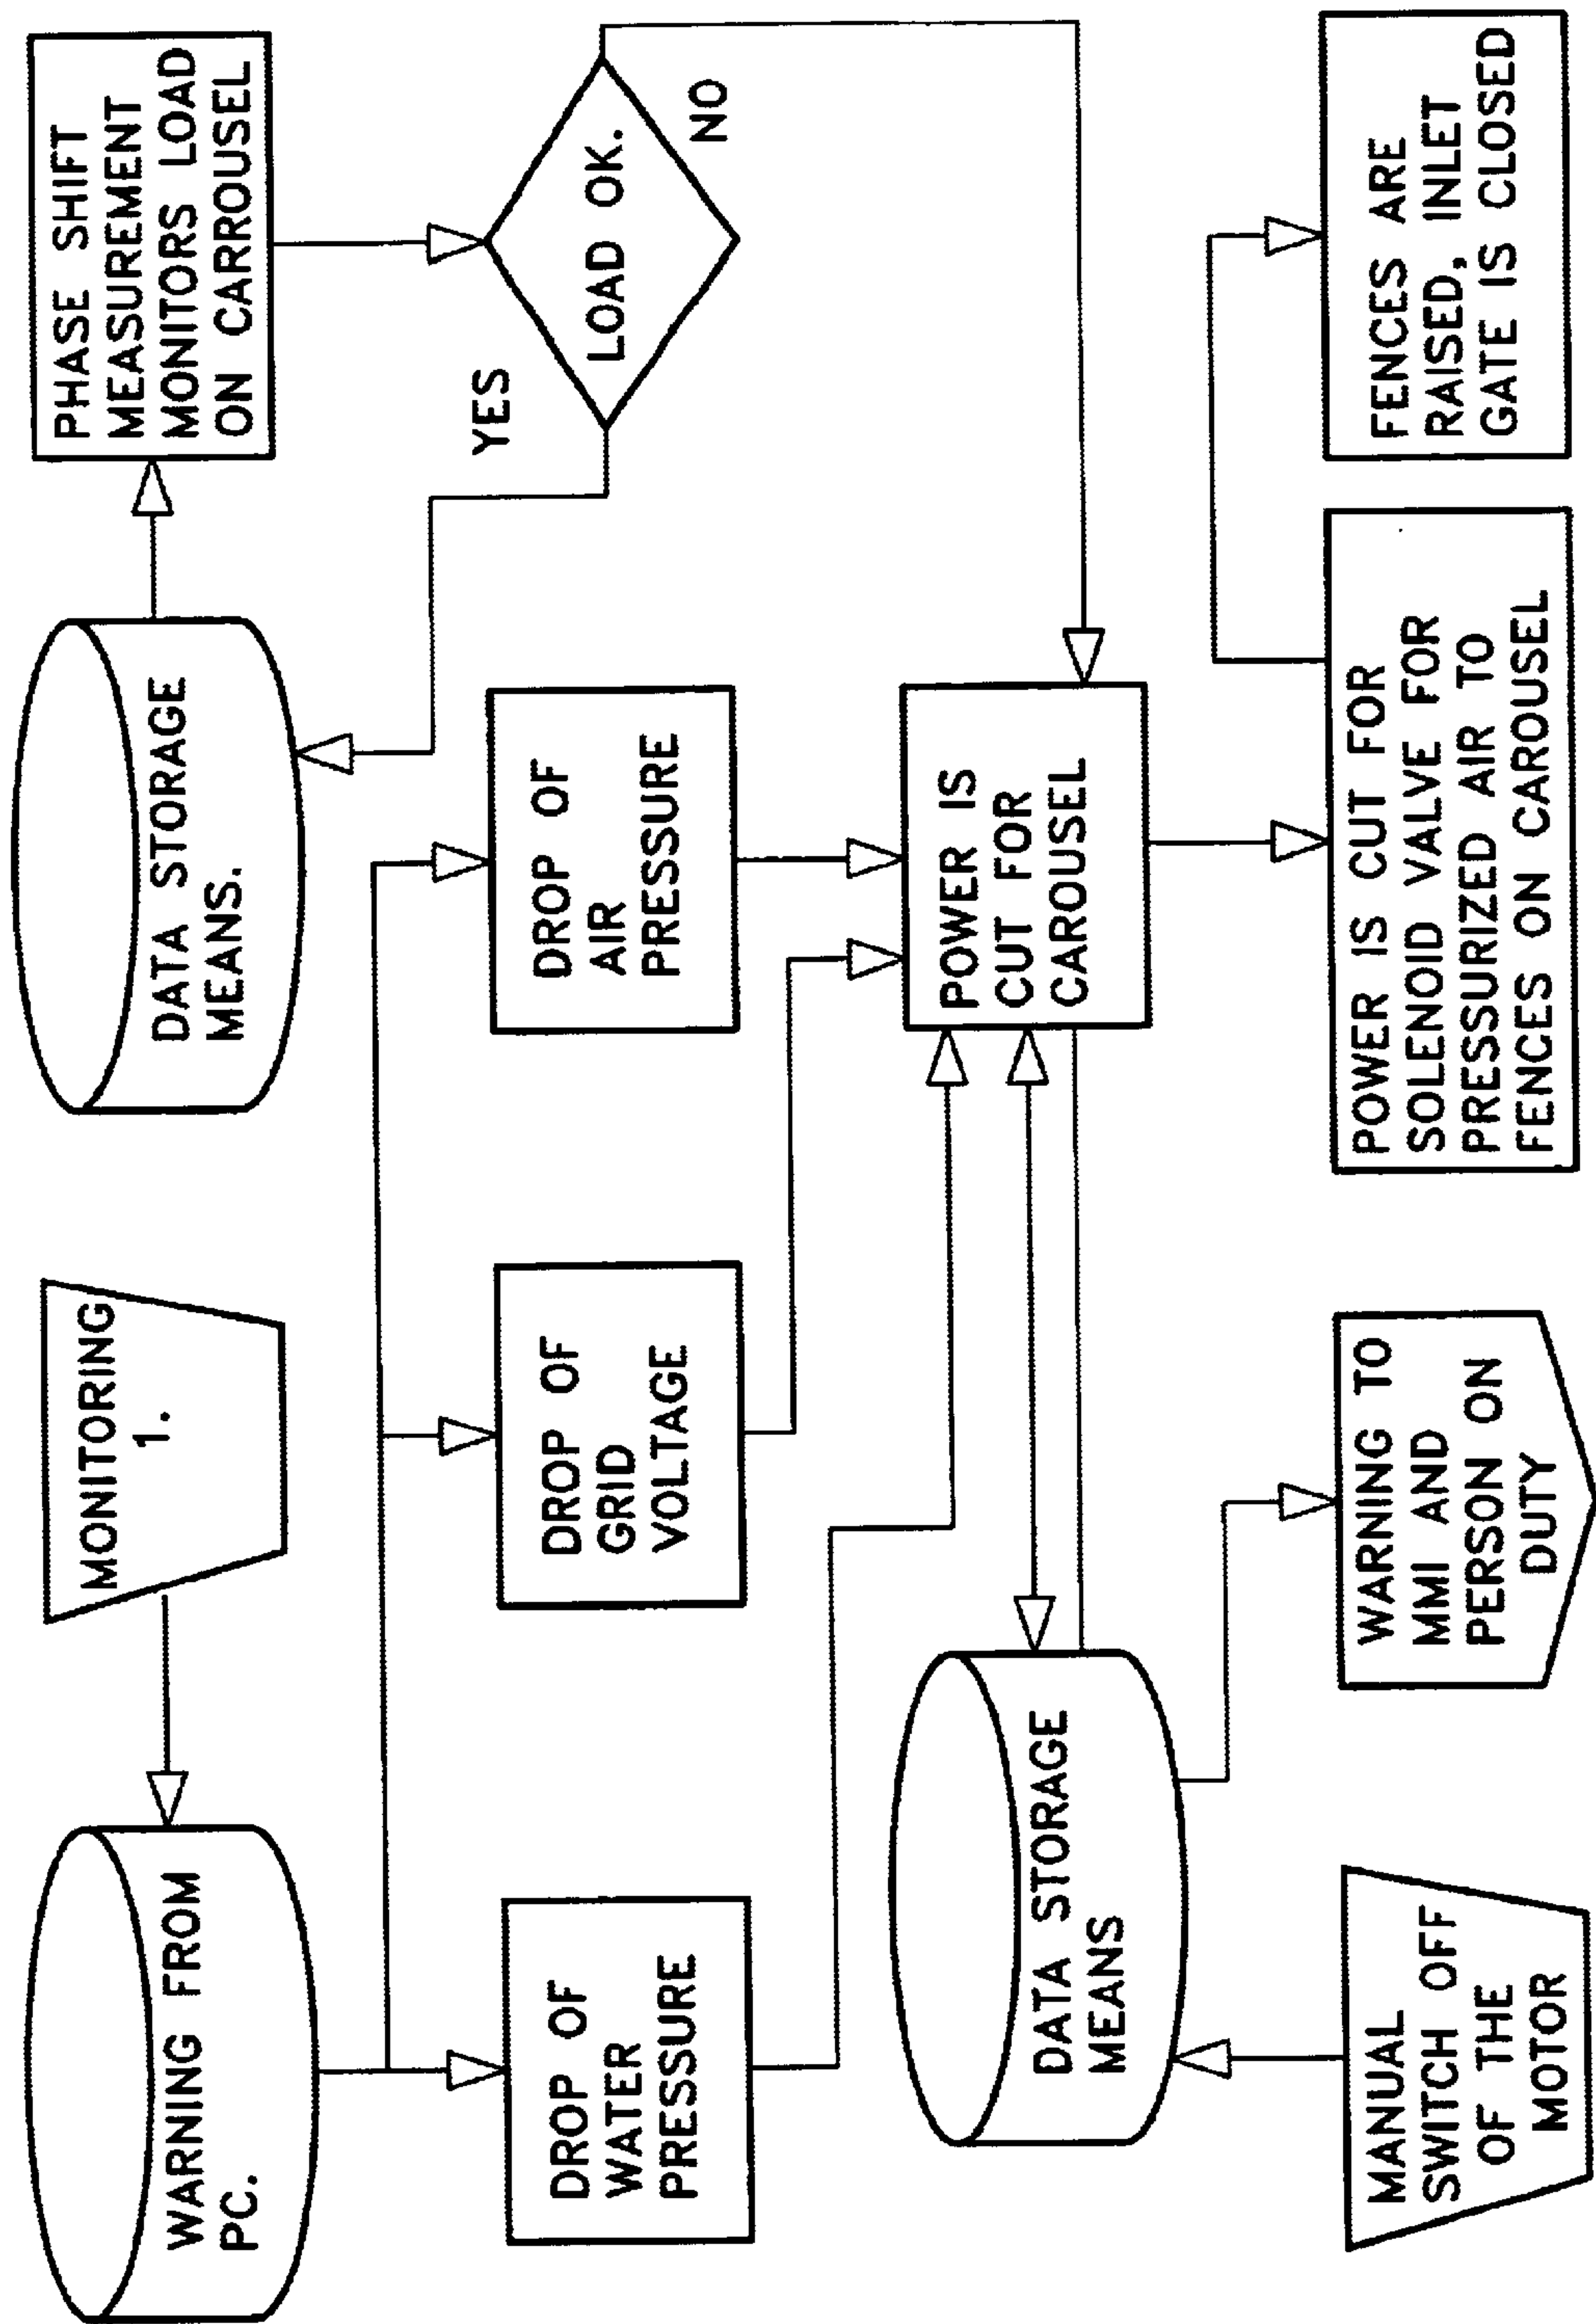 WARNING FROM
PC.
MONITORING
1.
DATA STORAGE
MEANS.
PHASE SHIFT
MEASUREMENT
MONITORS LOAD
ON CARROUSEL
DROP OF
WATER
PRESSURE
DROP OF
GRID
VOLTAGE
DROP OF
AIR
PRESSURE
YES
LOAD OK.
NO
DATA STORAGE
MEANS
POWER IS
CUT FOR
CAROUSEL
MANUAL
SWITCH OFF
OF THE
MOTOR
WARNING TO
MMI AND
PERSON ON
DUTY
POWER IS CUT FOR
SOLENOID VALVE FOR
PRESSURIZED AIR TO
FENCES ON CAROUSEL
FENCES ARE
RAISED, INLET
GATE IS CLOSED